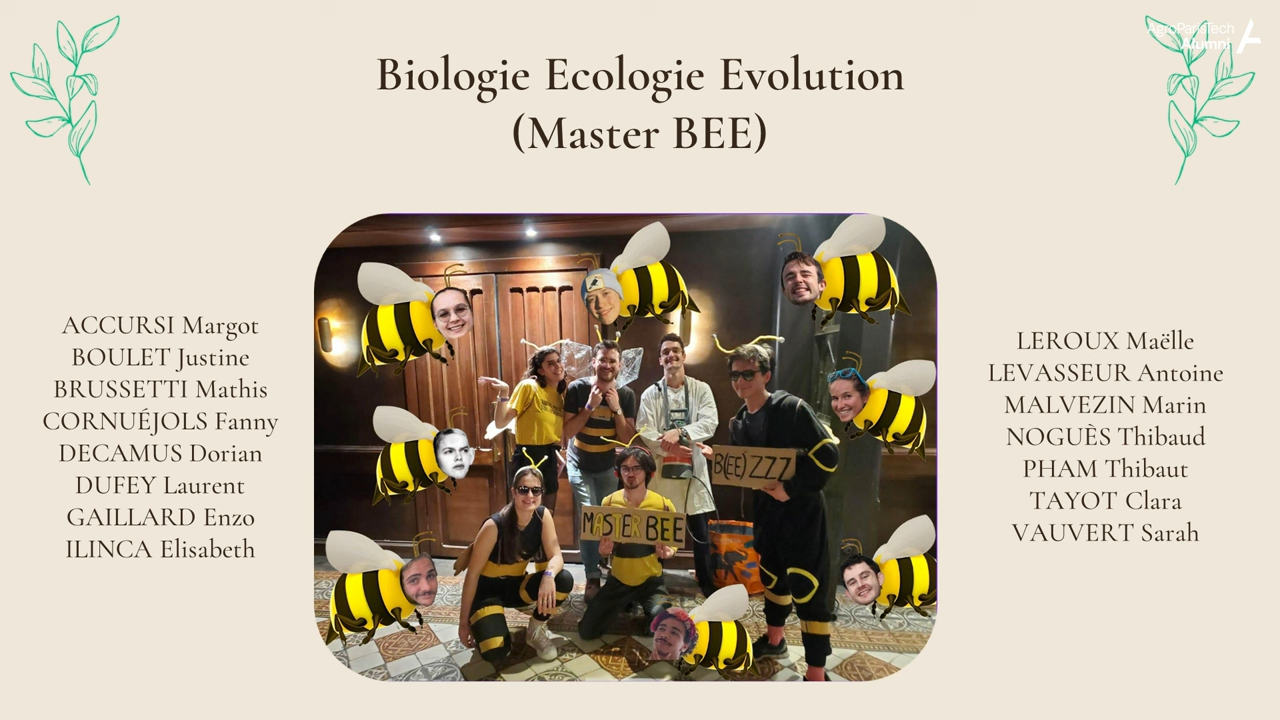 AgroParisTech
Alumni
Biologie Ecologie Evolution
(Master BEE)
ACCURSI Margot
BOULET Justine
BRUSSETTI Mathis
CORNUÉJOLS Fanny
DECAMUS Dorian
DUFEY Laurent
GAILLARD Enzo
ILINCA Elisabeth
B(EE)ZZZ
MASTER BEE
LEROUX Maëlle
LEVASSEUR Antoine
MALVEZIN Marin
NOGUÈS Thibaud
PHAM Thibaut
TAYOT Clara
VAUVERT Sarah